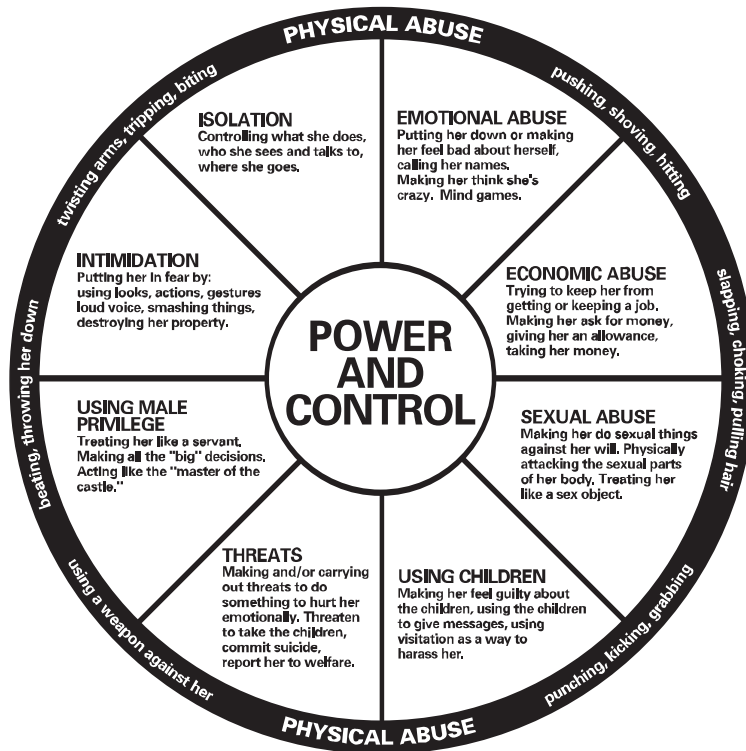 PHYSICAL ABUSE
pushing, shoving, hitting
slapping, choking, pulling hair
punching, kicking, grabbing
PHYSICAL ABUSE
using a weapon against her
beating, throwing her down
twisting arms, tripping, biting
POWER
AND
CONTROL
EMOTIONAL ABUSE
Putting her down or making
her feel bad about herself,
calling her names.
Making her think she's
crazy. Mind games.
ECONOMIC ABUSE
Trying to keep her from
getting or keeping a job.
Making her ask for money,
giving her an allowance,
taking her money.
SEXUAL ABUSE
Making her do sexual things
against her will. Physically
attacking the sexual parts
of her body. Treating her
like a sex object.
USING CHILDREN
Making her feel guilty about
the children, using the children
to give messages, using
visitation as a way to
harass her.
THREATS
Making and/or carrying
out threats to do
something to hurt her
emotionally. Threaten
to take the children,
commit suicide,
report her to welfare.
USING MALE
PRIVILEGE
Treating her like a servant.
Making all the "big" decisions.
Acting like the "master of the
castle."
INTIMIDATION
Putting her in fear by:
using looks, actions, gestures
loud voice, smashing things,
destroying her property.
ISOLATION
Controlling what she does,
who she sees and talks to,
where she goes.